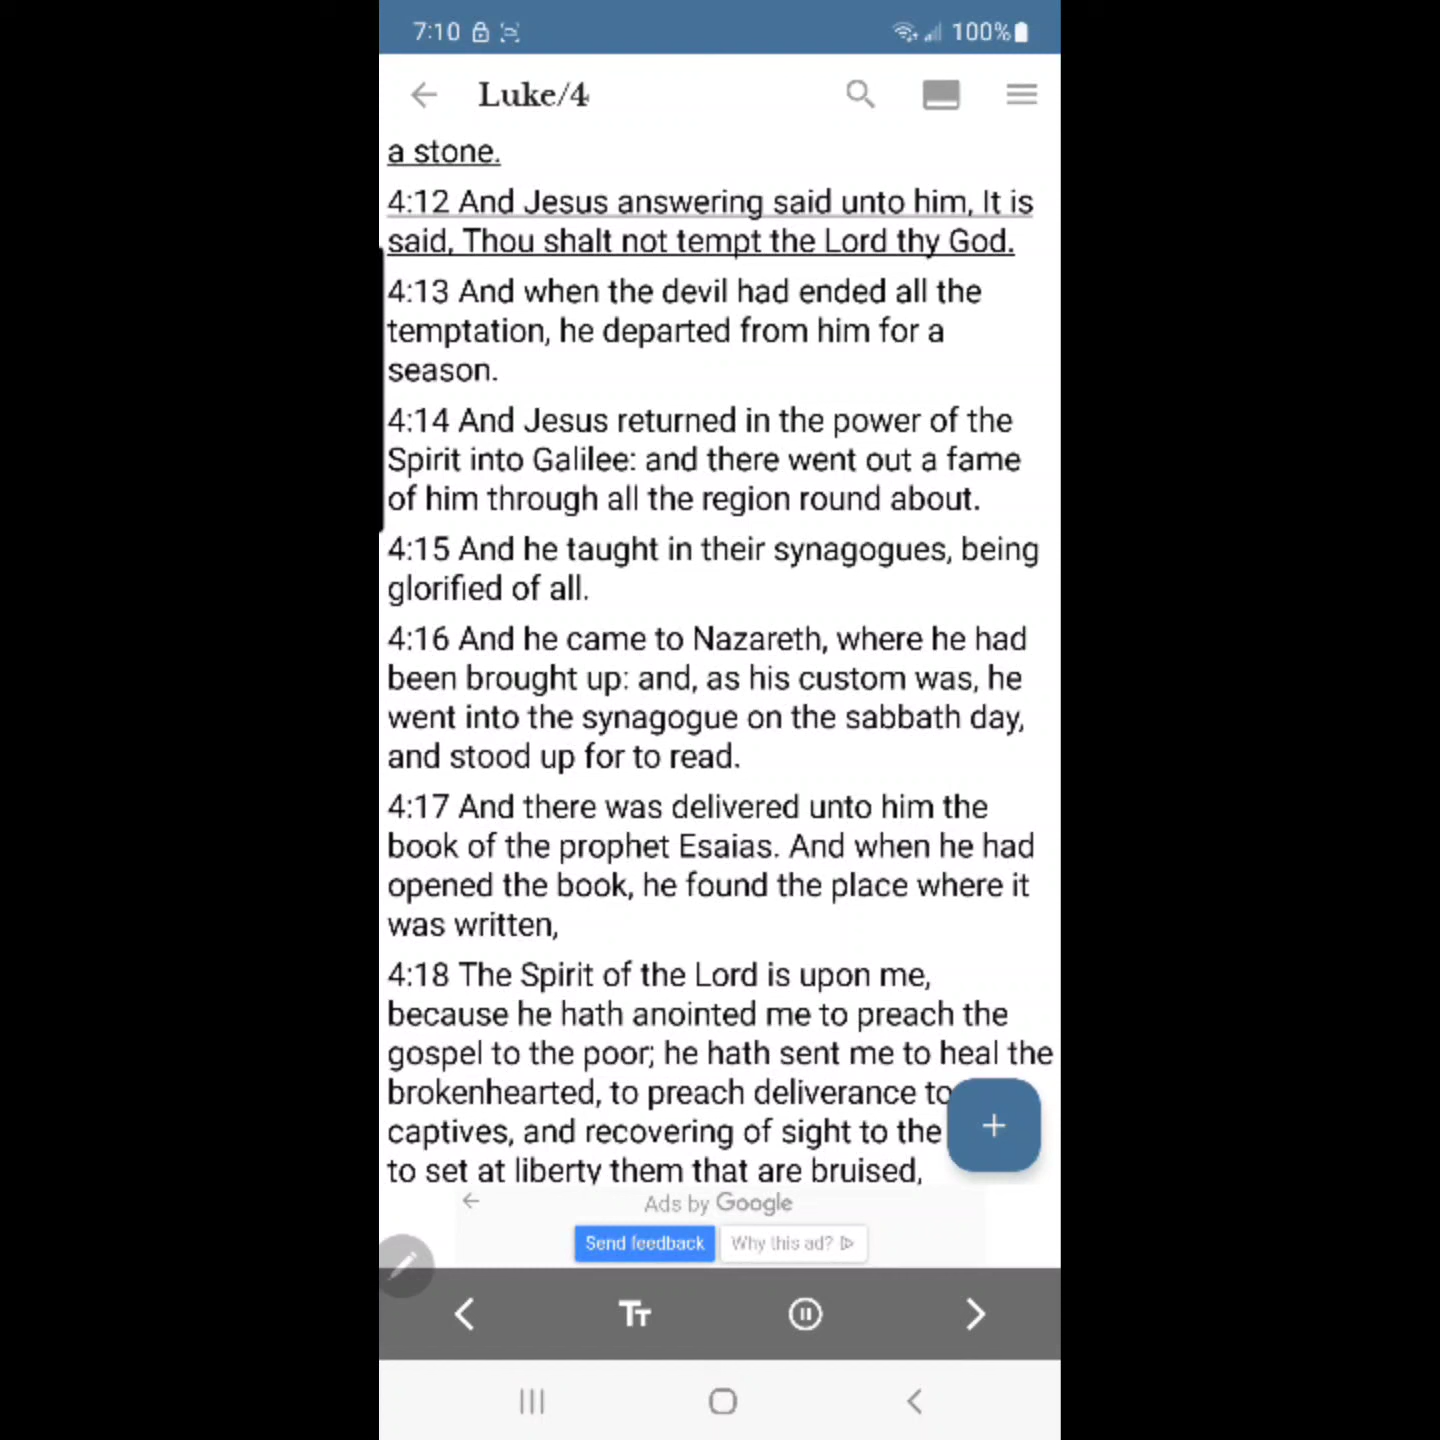 7:10 100%
Luke/4
a stone.
4:12 And Jesus answering said unto him, It is
said, Thou shalt not tempt the Lord thy God.
4:13 And when the devil had ended all the
temptation, he departed from him for a
season.
4:14 And Jesus returned in the power of the
Spirit into Galilee: and there went out a fame
of him through all the region round about.
4:15 And he taught in their synagogues, being
glorified of all.
4:16 And he came to Nazareth, where he had
been brought up: and, as his custom was, he
went into the synagogue on the sabbath day,
and stood up for to read.
4:17 And there was delivered unto him the
book of the prophet Esaias. And when he had
opened the book, he found the place where it
was written,
4:18 The Spirit of the Lord is upon me,
because he hath anointed me to preach the
gospel to the poor; he hath sent me to heal the
brokenhearted, to preach deliverance to
captives, and recovering of sight to the
to set at liberty them that are bruised,
Ads by Google
Send feedback Why this ad?
TT